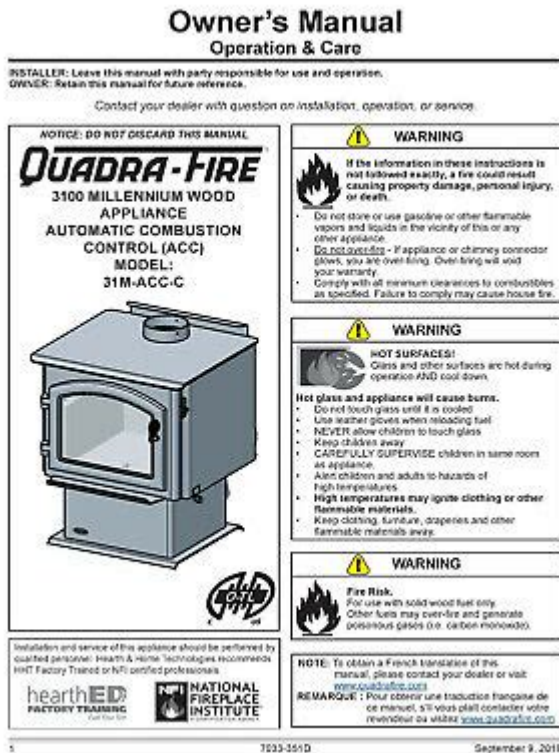 Owner's Manual
Operation & Care
INSTALLER: Leave this manual with party responsible for use and operation.
OWNER: Retain this manual for future reference.
Contact your dealer with question on installation, operation, or service.
NOTICE: DO NOT DISCARD THIS MANUAL
QUADRA-FIRE
3100 MILLENNIUM WOOD
APPLIANCE
AUTOMATIC COMBUSTION
CONTROL (ACC)
MODEL:
31M-ACC-C
O-TL
Installation and service of this appliance should be performed by
qualified personnel. Hearth & Home Technologies recommends
HHT Factory Trained or NFI certified professionals
hearthED
FACTORY TRAINING
NFI
NATIONAL
FIREPLACE
INSTITUTE
WARNING
If the information in these instructions is
not followed exactly, a fire could result
causing property damage, personal injury,
or death.
• Do not store or use gasoline or other flammable
vapors and liquids in the vicinity of this or any
other appliance.
• Do not over-fire - If appliance or chimney connector
glows, you are over-firing. Over-firing will void
your warranty.
• Comply with all minimum clearances to combustibles
as specified. Failure to comply may cause house fire.
WARNING
HOT SURFACES!
Glass and other surfaces are hot during
operation AND cool down.
Hot glass and appliance will cause burns.
• Do not touch glass until it is cooled
• Use leather gloves when reloading fuel
• NEVER allow children to touch glass
• Keep children away
• CAREFULLY SUPERVISE children in same room
as appliance.
• Alert children and adults to hazards of
high temperatures
• High temperatures may ignite clothing or other
flammable materials.
• Keep clothing, furniture, draperies and other
flammable materials away.
WARNING
Fire Risk.
For use with solid wood fuel only.
Other fuels may over-fire and generate
poisonous gases (i.e. carbon monoxide).
NOTE: To obtain a French translation of this
manual, please contact your dealer or visit
www.quadrafire.com
REMARQUE : Pour obtenir une traduction française de
ce manuel, s'il vous plaît contacter votre
revendeur ou visitez www.quadrafire.com
1
7033-351D
September 9, 201